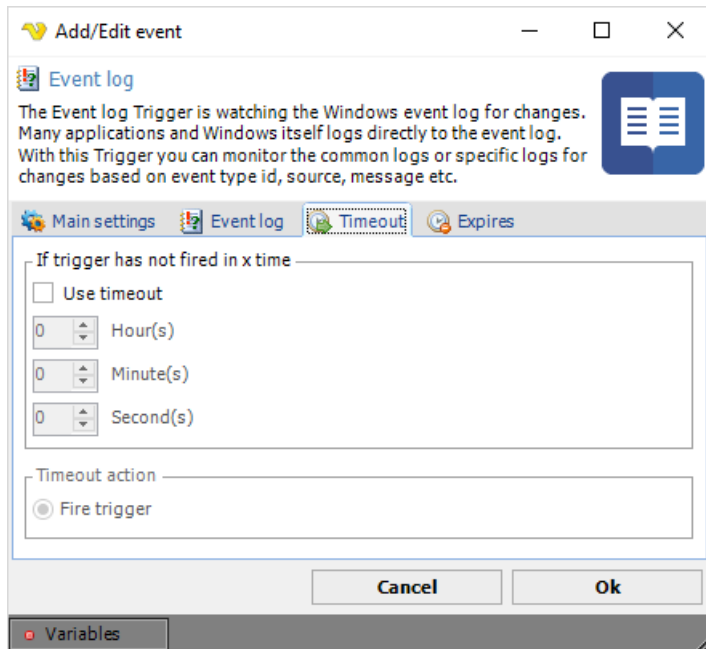 Add/Edit event
Event log
The Event log Trigger is watching the Windows event log for changes.
Many applications and Windows itself logs directly to the event log.
With this Trigger you can monitor the common logs or specific logs for
changes based on event type id, source, message etc.
Main settings Event log Timeout Expires
If trigger has not fired in x time
Use timeout
0 Hour(s)
0 Minute(s)
0 Second(s)
Timeout action
Fire trigger
Cancel Ok
Variables